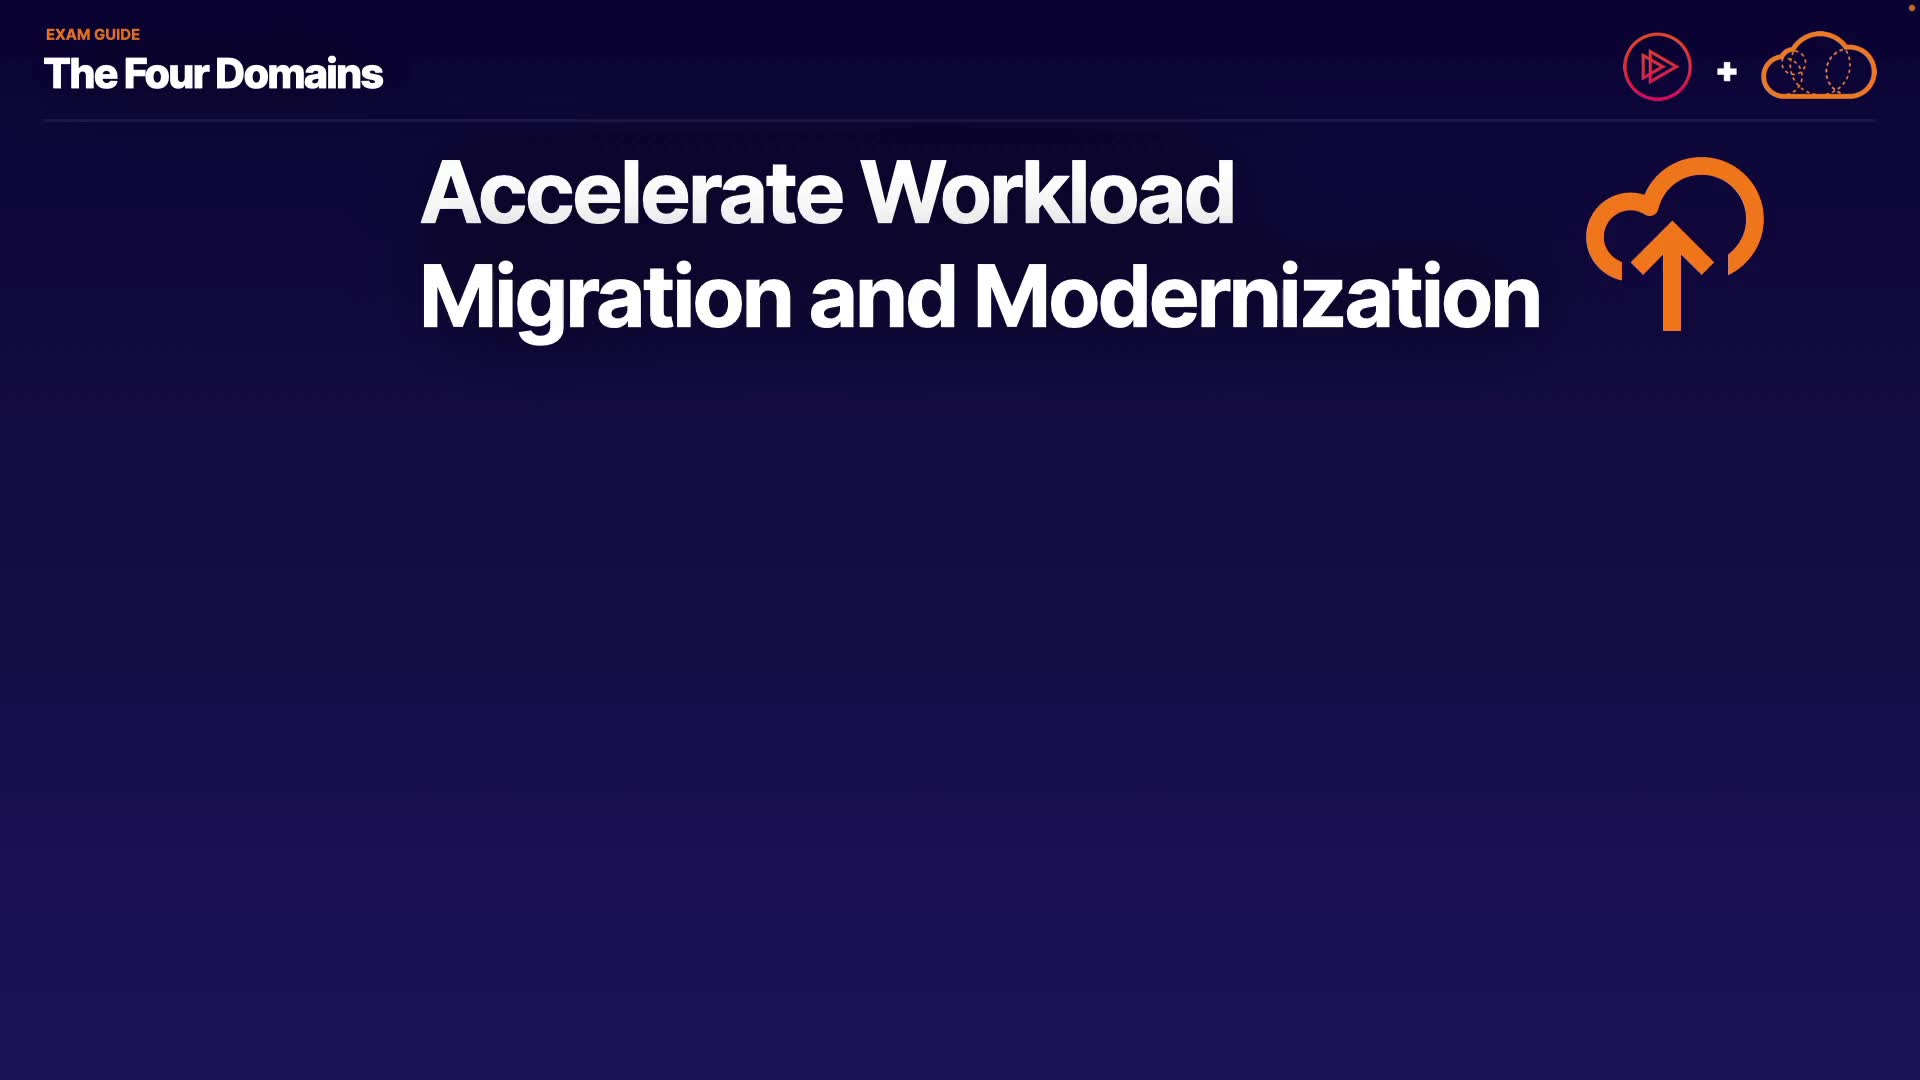 EXAM GUIDE
The Four Domains
Accelerate Workload
Migration and Modernization